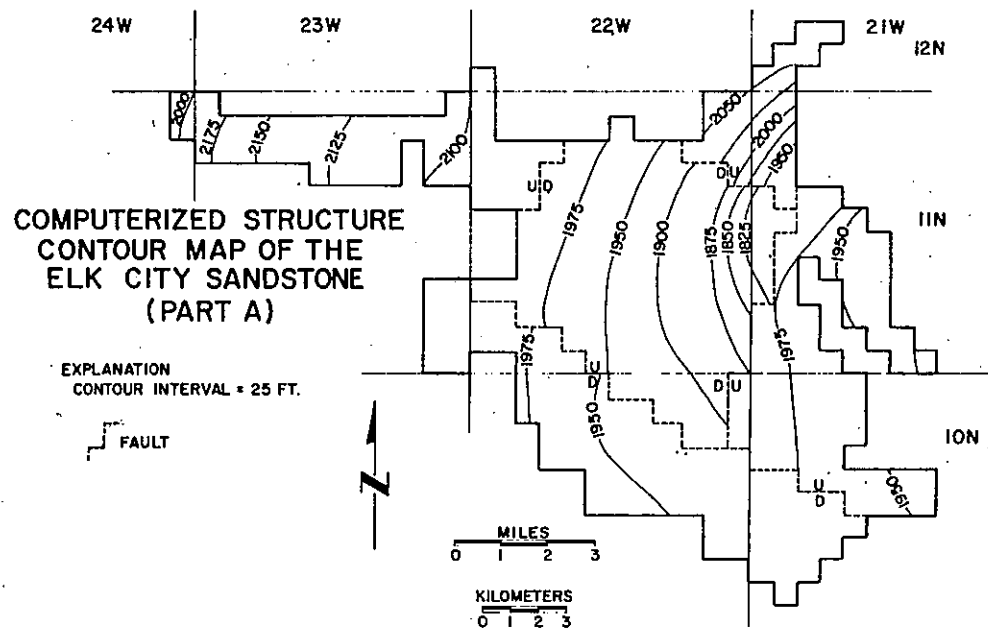 24W
23W
22W
21W
12N
2000
2175
2150
2125
2100
2050
2000
1950
U D
D U
1975
1950
1900
1875
1850
1825
1950
11N
COMPUTERIZED STRUCTURE
CONTOUR MAP OF THE
ELK CITY SANDSTONE
(PART A)
1975
1975
U
D
D U
EXPLANATION
CONTOUR INTERVAL = 25 FT.
FAULT
1950
10N
U
D
1950
N
MILES
0 1 2 3
KILOMETERS
0 1 2 3